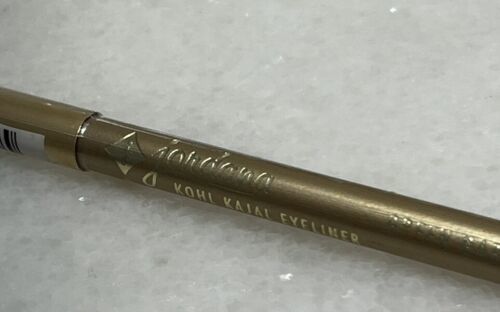 jordana
KOHL KAJAL EYELINER